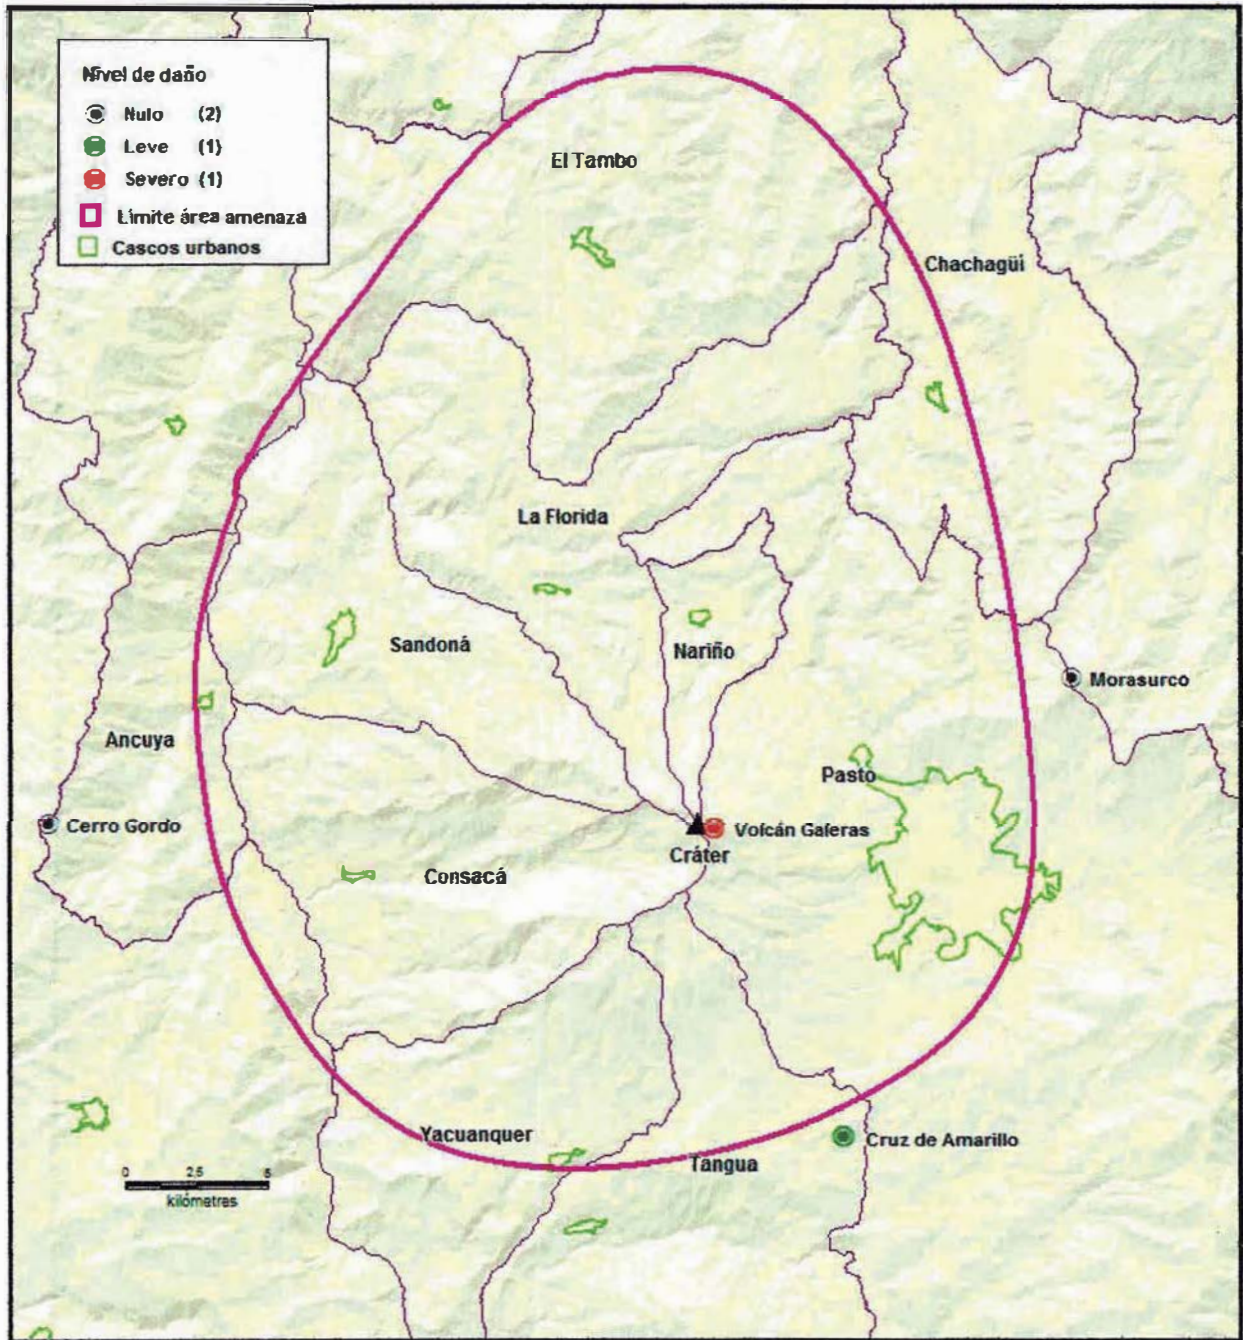 Nivel de daño
Nulo (2)
Leve (1)
Severo (1)
Límite área amenaza
Cascos urbanos
El Tambo
Chachagüi
La Florida
Sandoná
Nariño
Morasurco
Ancuya
Pasto
Cerro Gordo
Volcán Galeras
Cráter
Consacá
Yacuanquer
Cruz de Amarillo
Tangua
0 2.5 5
kilómetros